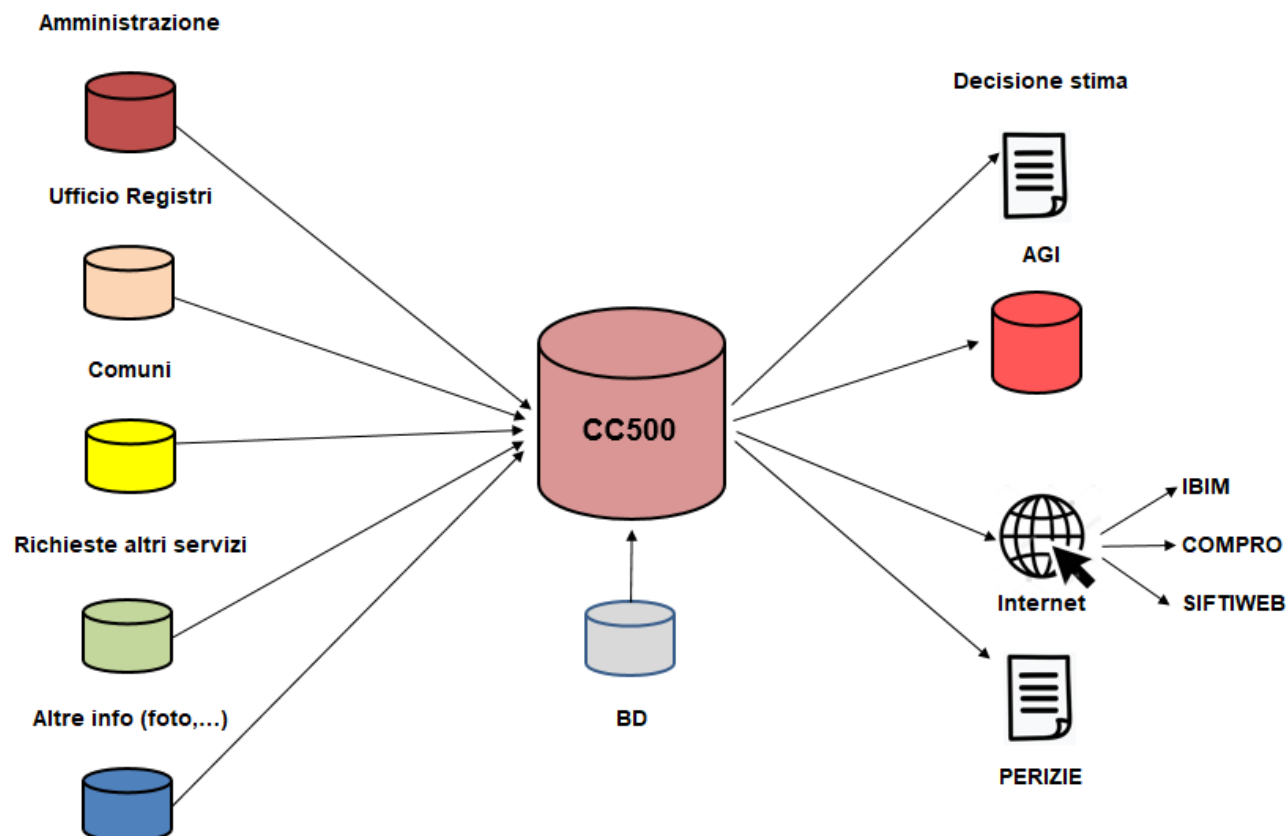 Amministrazione
Ufficio Registri
Comuni
Richieste altri servizi
Altre info (foto,...)
CC500
BD
Decisione stima
AGI
Internet
IBIM
COMPRO
SIFTIWEB
PERIZIE